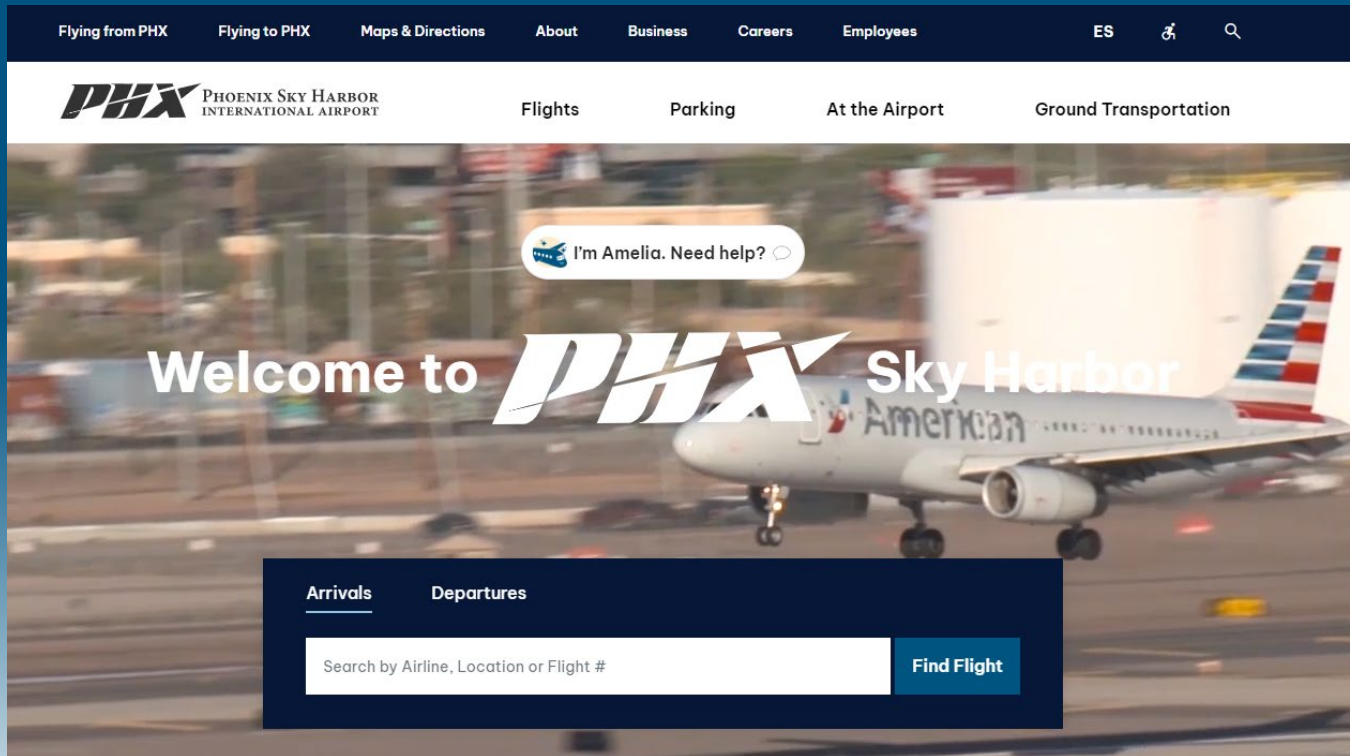 Flying from PHX Flying to PHX Maps & Directions About Business Careers Employees ES
PHX PHOENIX SKY HARBOR
INTERNATIONAL AIRPORT
Flights Parking At the Airport Ground Transportation
I'm Amelia. Need help?
Welcome to PHX Sky Harbor
American
Arrivals Departures
Search by Airline, Location or Flight # Find Flight